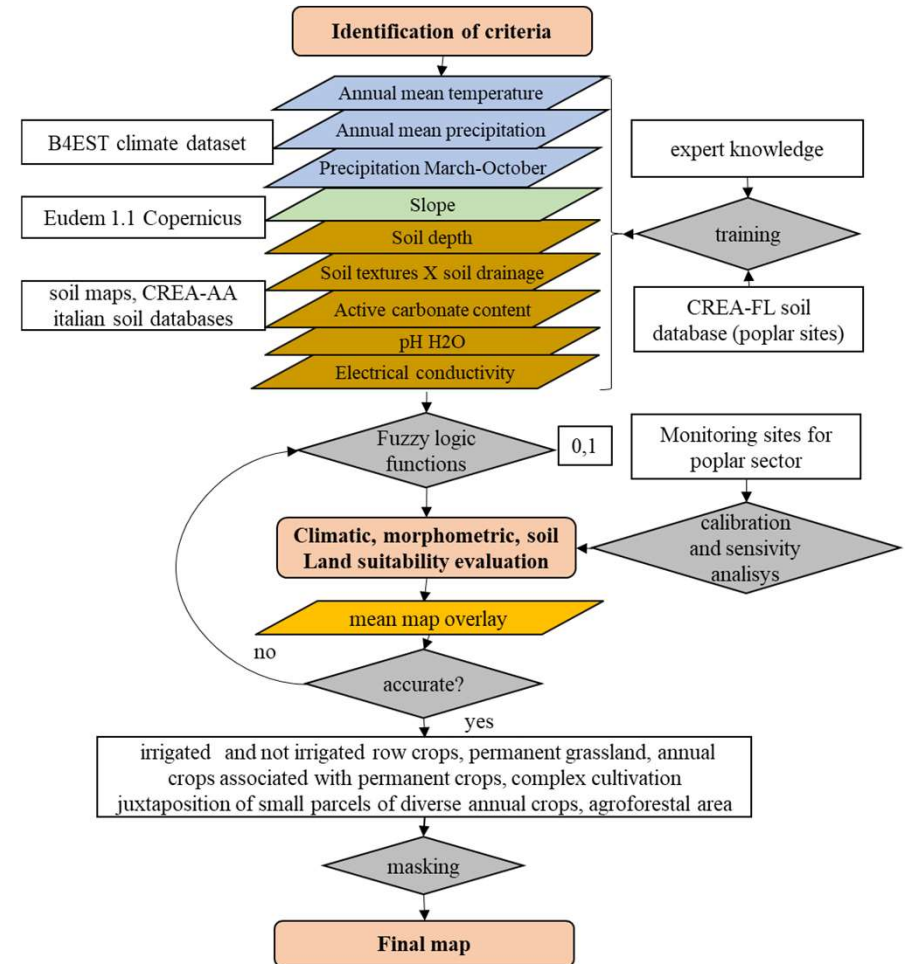 Identification of criteria
Annual mean temperature
B4EST climate dataset
Annual mean precipitation
Precipitation March-October
expert knowledge
Eudem 1.1 Copernicus
Slope
training
Soil depth
soil maps, CREA-AA
italian soil databases
Soil textures X soil drainage
Active carbonate content
pH H2O
Electrical conductivity
CREA-FL soil
database (poplar sites)
Fuzzy logic
functions
0,1
Monitoring sites for
poplar sector
Climatic, morphometric, soil
Land suitability evaluation
calibration
and sensivity
analisys
mean map overlay
no
accurate?
yes
irrigated and not irrigated row crops, permanent grassland, annual
crops associated with permanent crops, complex cultivation
juxtaposition of small parcels of diverse annual crops, agroforestal area
masking
Final map